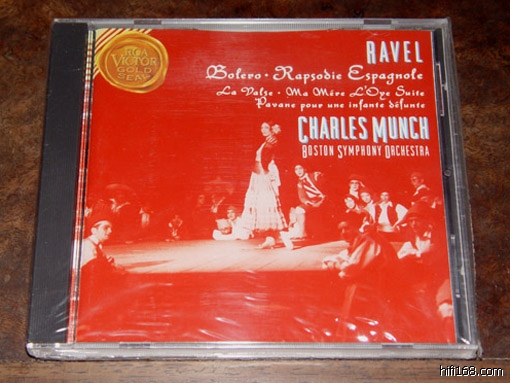 RCA
VICTOR
GOLD
SEAL
RAVEL
Bolero · Rapsodie Espagnole
La Valse · Ma Mère L'Oye Suite
Pavane pour une infante défunte
CHARLES MUNCH
BOSTON SYMPHONY ORCHESTRA
hifi168.com